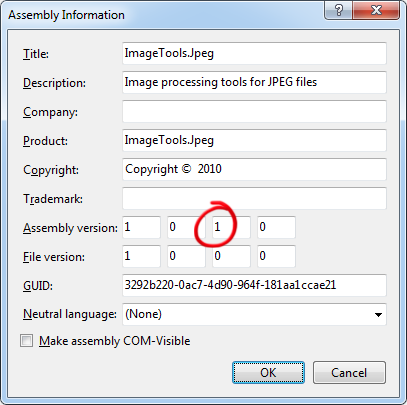 Assembly Information
?
Title: ImageTools.Jpeg
Description: Image processing tools for JPEG files
Company:
Product: ImageTools.Jpeg
Copyright: Copyright © 2010
Trademark:
Assembly version: 1 0 1 0
File version: 1 0 0 0
GUID: 3292b220-0ac7-4d90-964f-181aa1ccae21
Neutral language: (None)
Make assembly COM-Visible
OK Cancel